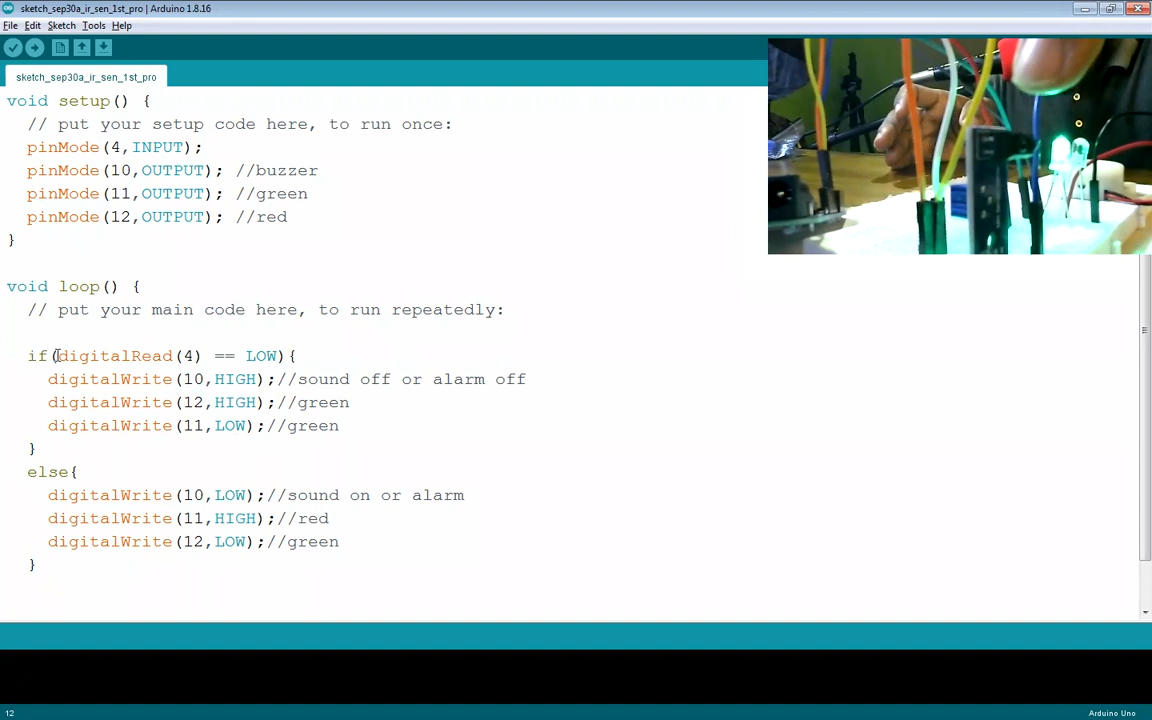 sketch_sep30a_ir_sen_1st_pro | Arduino 1.8.16
File Edit Sketch Tools Help
sketch_sep30a_ir_sen_1st_pro
void setup() {
  // put your setup code here, to run once:
  pinMode(4,INPUT);
  pinMode(10,OUTPUT); //buzzer
  pinMode(11,OUTPUT); //green
  pinMode(12,OUTPUT); //red
}
void loop() {
  // put your main code here, to run repeatedly:
  if(digitalRead(4) == LOW){
    digitalWrite(10,HIGH);//sound off or alarm off
    digitalWrite(12,HIGH);//green
    digitalWrite(11,LOW);//green
  }
  else{
    digitalWrite(10,LOW);//sound on or alarm
    digitalWrite(11,HIGH);//red
    digitalWrite(12,LOW);//green
  }
12 Arduino Uno